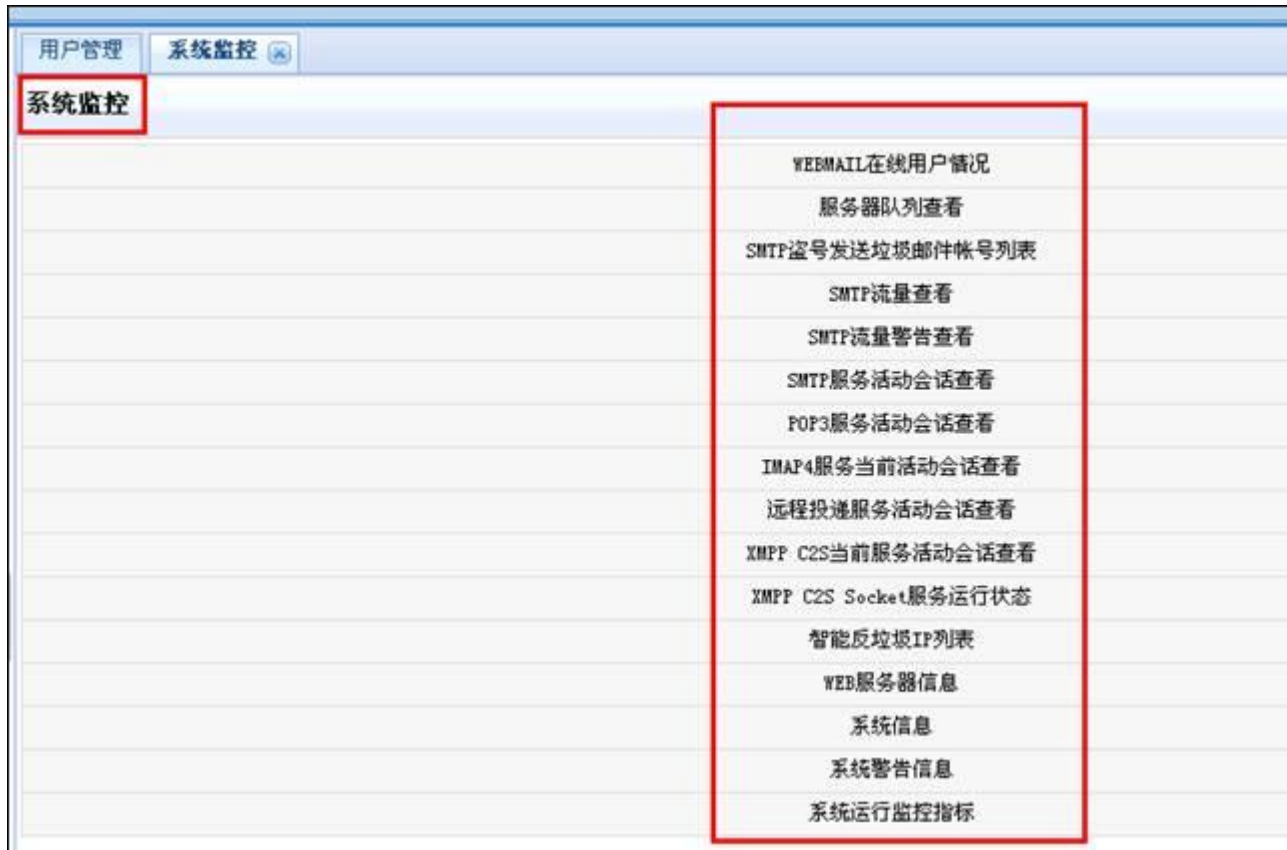 用户管理 系统监控
系统监控
WEBMAIL在线用户情况
服务器队列查看
SMTP盗号发送垃圾邮件帐号列表
SMTP流量查看
SMTP流量警告查看
SMTP服务活动会话查看
POP3服务活动会话查看
IMAP4服务当前活动会话查看
远程投递服务活动会话查看
XMPP C2S当前服务活动会话查看
XMPP C2S Socket服务运行状态
智能反垃圾IP列表
WEB服务器信息
系统信息
系统警告信息
系统运行监控指标